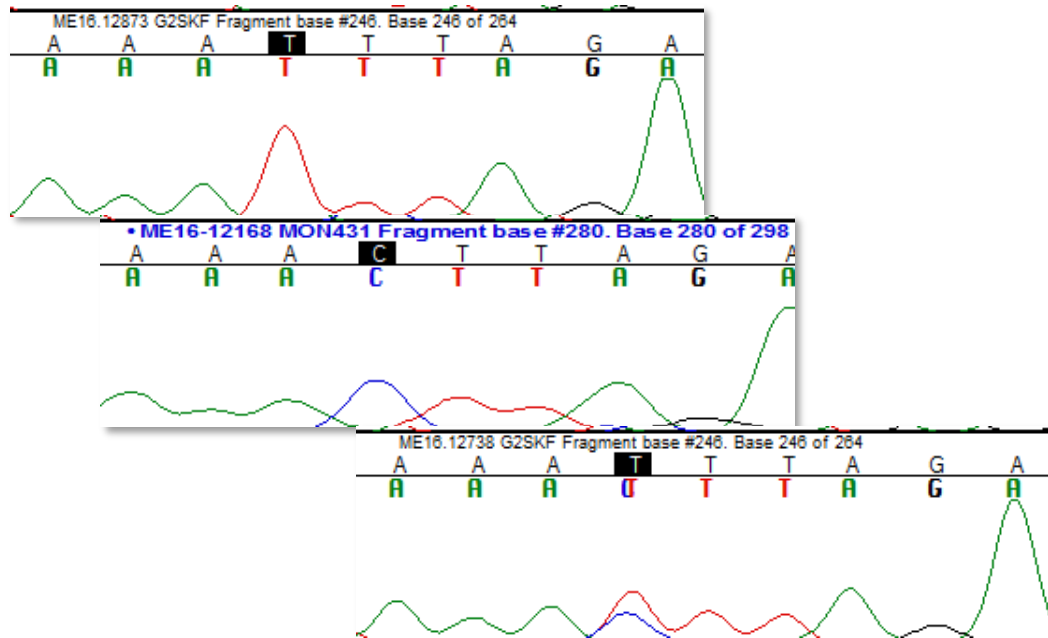 ME16.12873 G2SKF Fragment base #246. Base 246 of 264
A A A T T T A G A
A A A T T T A G A
•ME16-12168 MON431 Fragment base #280. Base 280 of 298
A A A C T T A G A
A A A C T T A G A
ME16.12738 G2SKF Fragment base #246. Base 246 of 264
A A A T T T A G A
A A A T T A G A